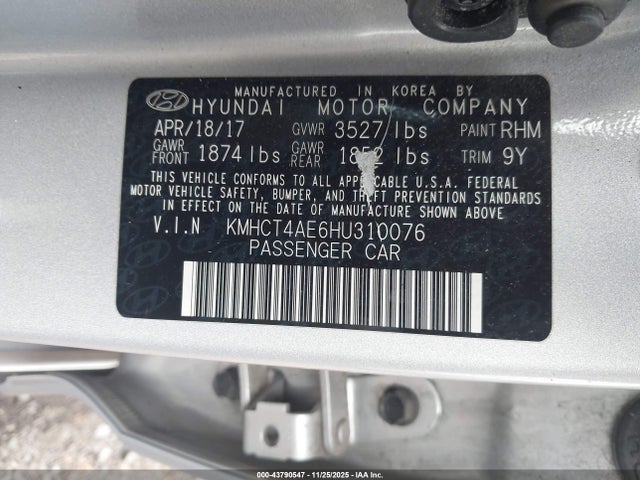 MANUFACTURED IN KOREA BY
HYUNDAI MOTOR COMPANY
APR/18/17 GVWR 3527 lbs PAINT RHM
GAWR FRONT 1874 lbs GAWR REAR 1852 lbs TRIM 9Y
THIS VEHICLE CONFORMS TO ALL APPLICABLE U.S.A. FEDERAL
MOTOR VEHICLE SAFETY, BUMPER, AND THEFT PREVENTION STANDARDS
IN EFFECT ON THE DATE OF MANUFACTURE SHOWN ABOVE
V.I.N KMHCT4AE6HU310076
PASSENGER CAR
000-43790547 - 11/25/2025 - IAA